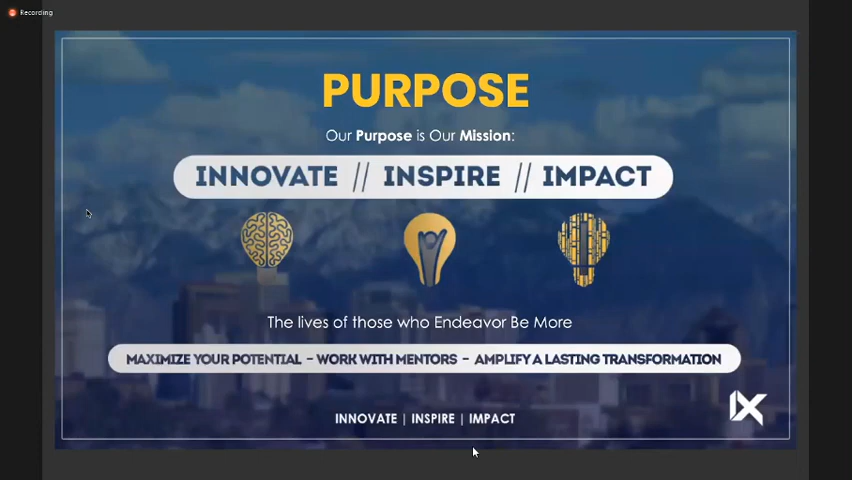 Recording
PURPOSE
Our Purpose is Our Mission:
INNOVATE // INSPIRE // IMPACT
The lives of those who Endeavor Be More
MAXIMIZE YOUR POTENTIAL - WORK WITH MENTORS - AMPLIFY A LASTING TRANSFORMATION
IX
INNOVATE | INSPIRE | IMPACT